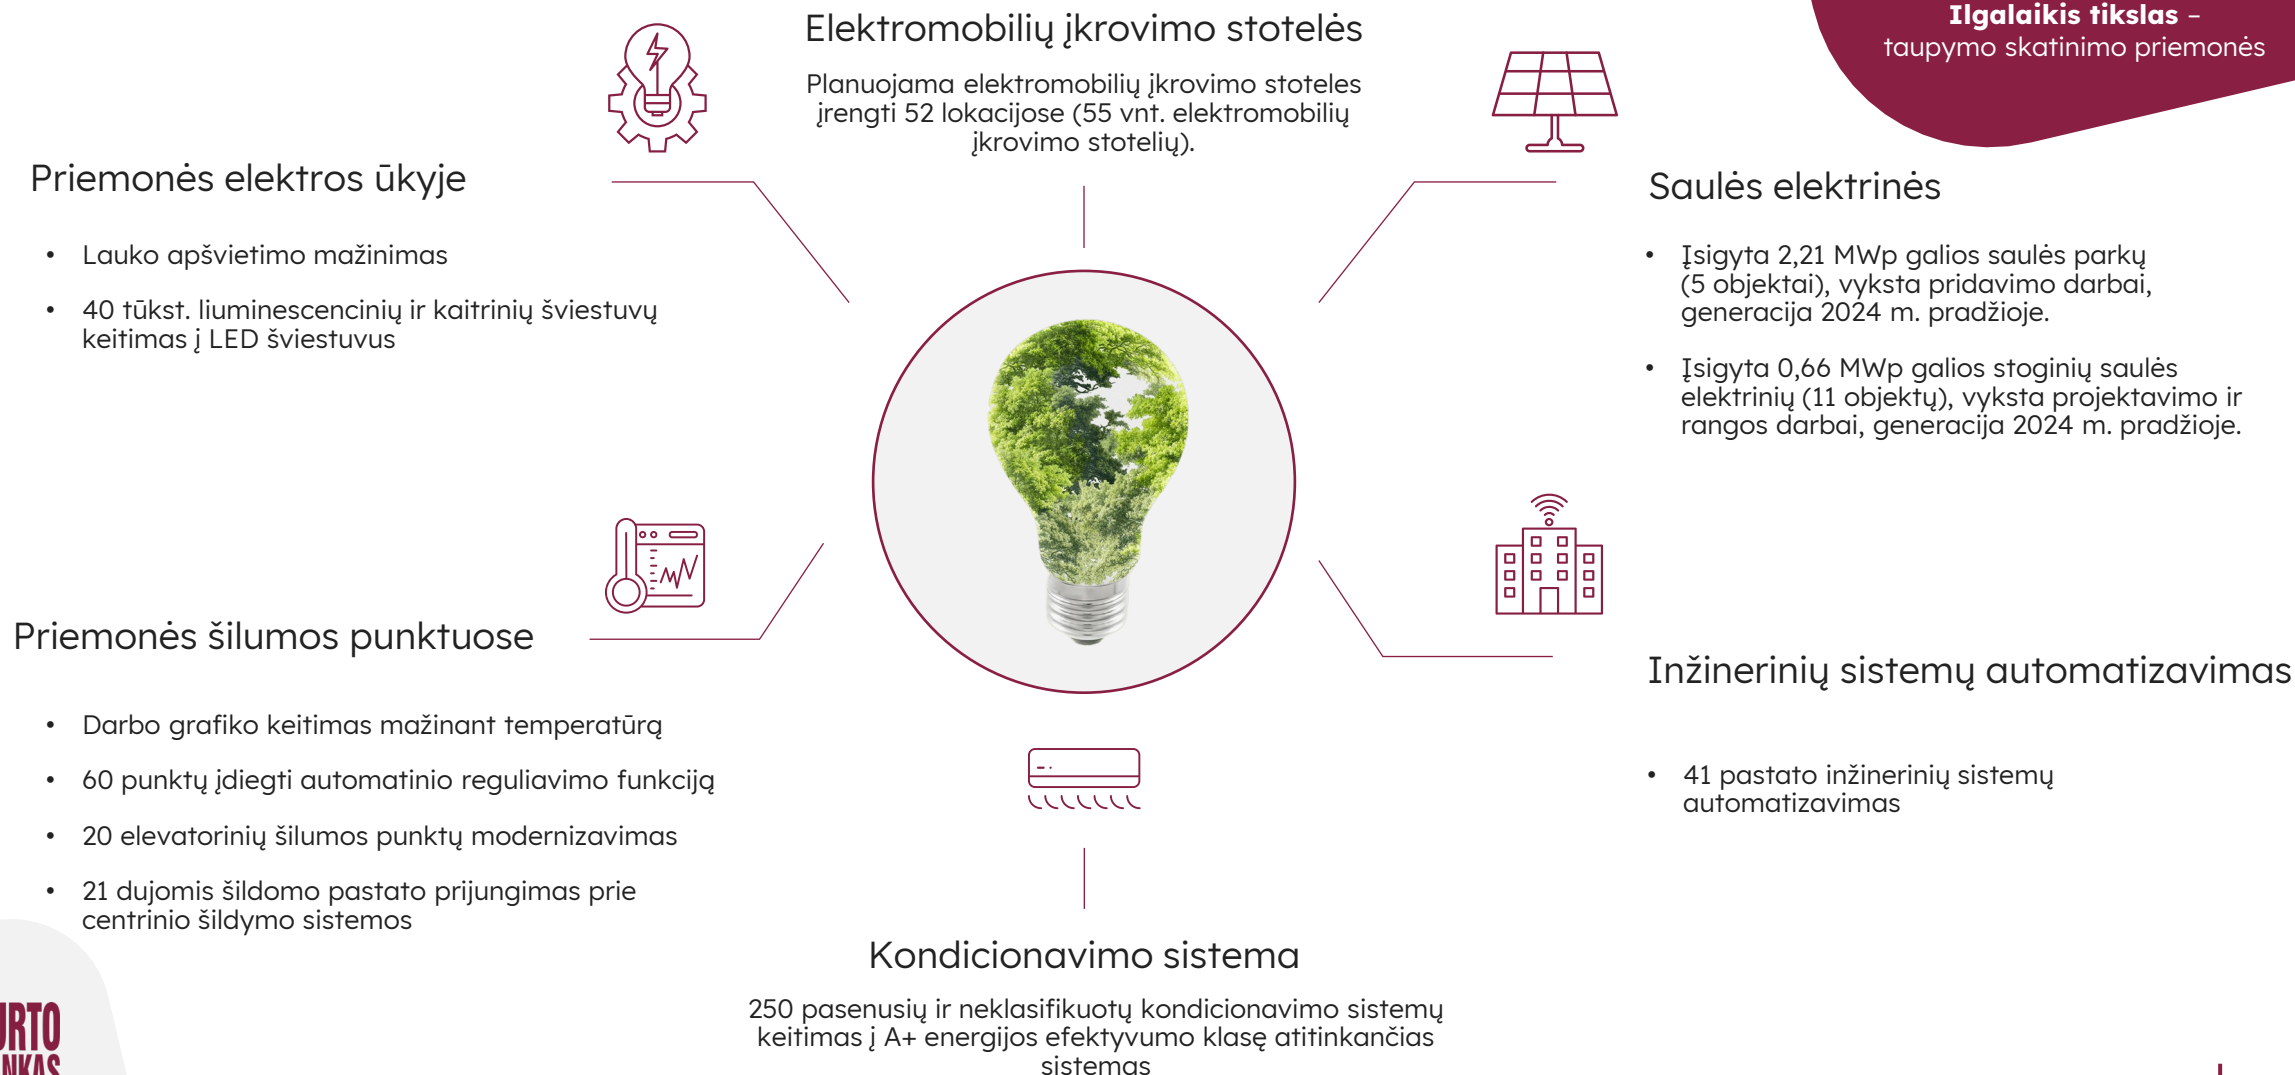 Ilgalaikis tikslas –
taupymo skatinimo priemonės
Elektromobilių įkrovimo stotelės
Planuojama elektromobilių įkrovimo stoteles
įrengti 52 lokacijose (55 vnt. elektromobilių
įkrovimo stotelių).
Priemonės elektros ūkyje
• Lauko apšvietimo mažinimas
• 40 tūkst. liuminescencinių ir kaitrinių šviestuvų
keitimas į LED šviestuvus
Saulės elektrinės
• Įsigyta 2,21 MWp galios saulės parkų
(5 objektai), vyksta pridavimo darbai,
generacija 2024 m. pradžioje.
• Įsigyta 0,66 MWp galios stoginių saulės
elektrinių (11 objektų), vyksta projektavimo ir
rangos darbai, generacija 2024 m. pradžioje.
Priemonės šilumos punktuose
• Darbo grafiko keitimas mažinant temperatūrą
• 60 punktų įdiegti automatinio reguliavimo funkciją
• 20 elevatorinių šilumos punktų modernizavimas
• 21 dujomis šildomo pastato prijungimas prie
centrinio šildymo sistemos
Inžinerinių sistemų automatizavimas
• 41 pastato inžinerinių sistemų
automatizavimas
Kondicionavimo sistema
250 pasenusių ir neklasifikuotų kondicionavimo sistemų
keitimas į A+ energijos efektyvumo klasę atitinkančias
sistemas